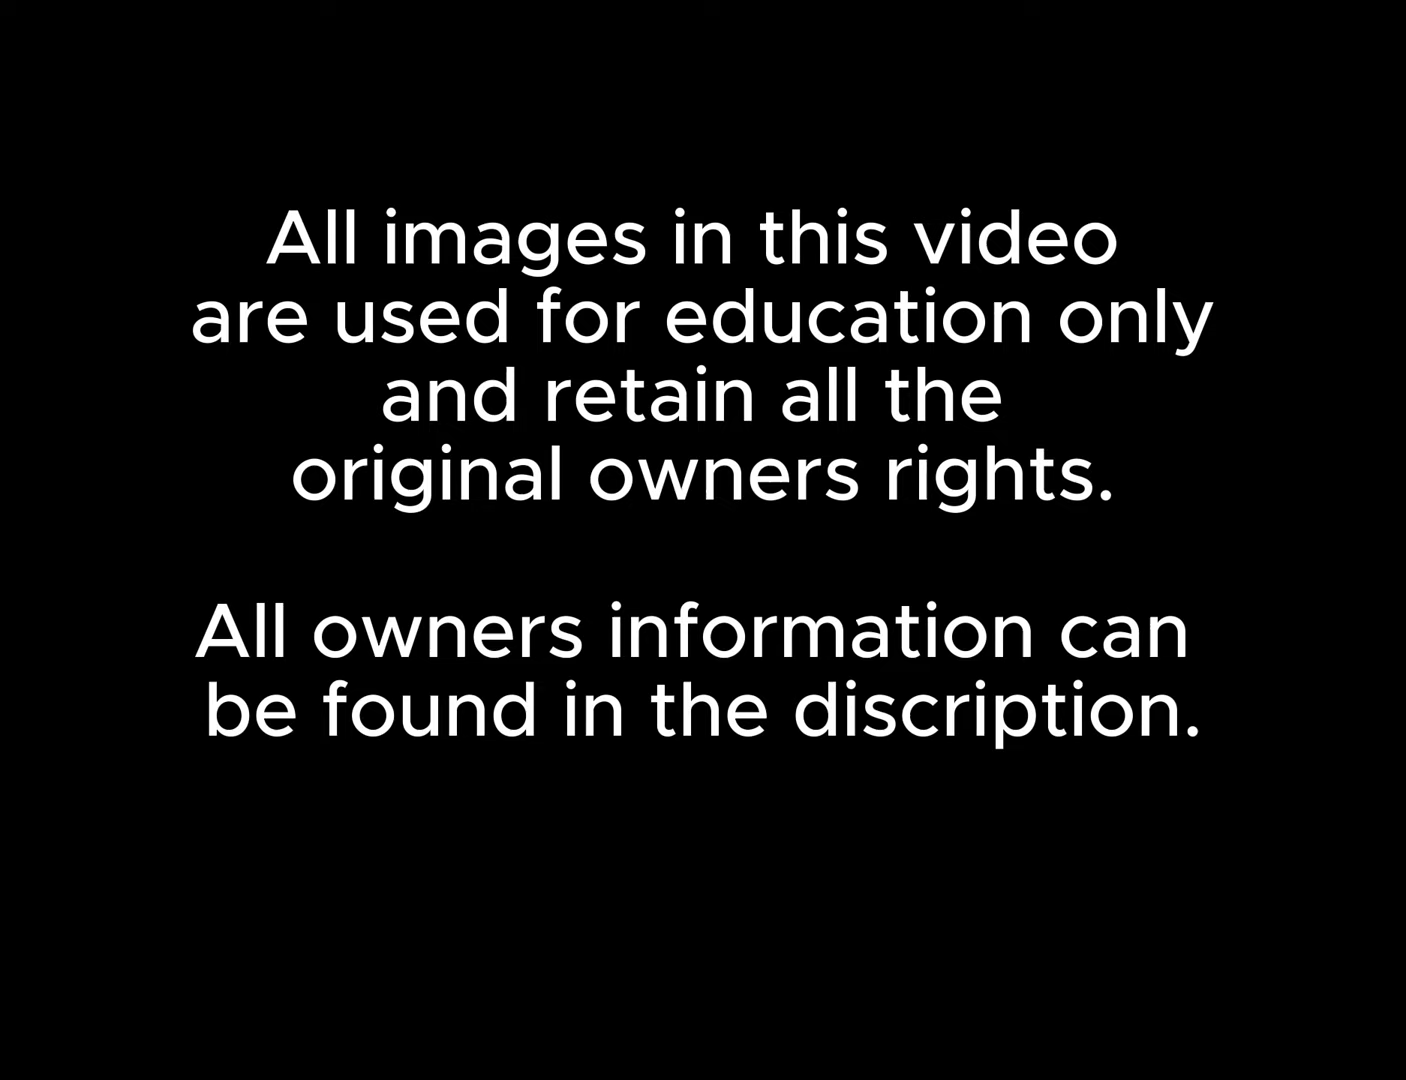 All images in this video
are used for education only
and retain all the
original owners rights.
All owners information can
be found in the discription.